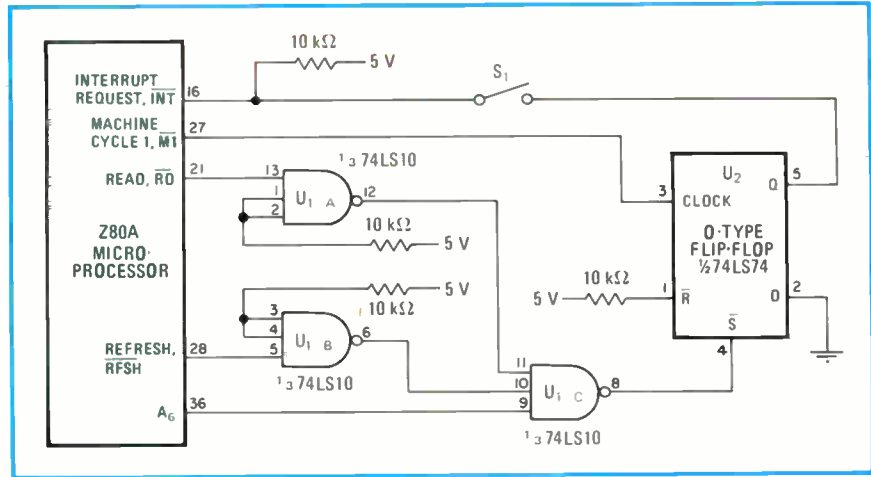 10 kΩ
5 V
S1
INTERRUPT
REQUEST, INT
16
MACHINE
CYCLE 1, M1
27
READ, RD
21
Z80A
MICRO-
PROCESSOR
REFRESH,
RFSH
28
A6
36
1 3 74LS10
13
1
2
U1 A
12
10 kΩ
5 V
5 V
10 kΩ
3
4
5
U1 B
6
1 3 74LS10
11
10
9
U1 C
8
1 3 74LS10
U2
3
CLOCK
Q
5
D-TYPE
FLIP-FLOP
½74LS74
5 V
10 kΩ
1
R
D
2
S
4